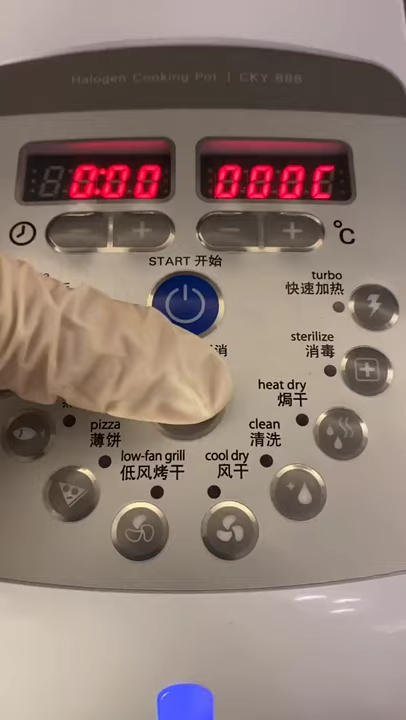 Halogen Cooking Pot | CKY-888
0:00
000C
°C
START 开始
turbo
快速加热
消
sterilize
消毒
heat dry
焗干
pizza
薄饼
clean
清洗
low-fan grill
低风烤干
cool dry
风干